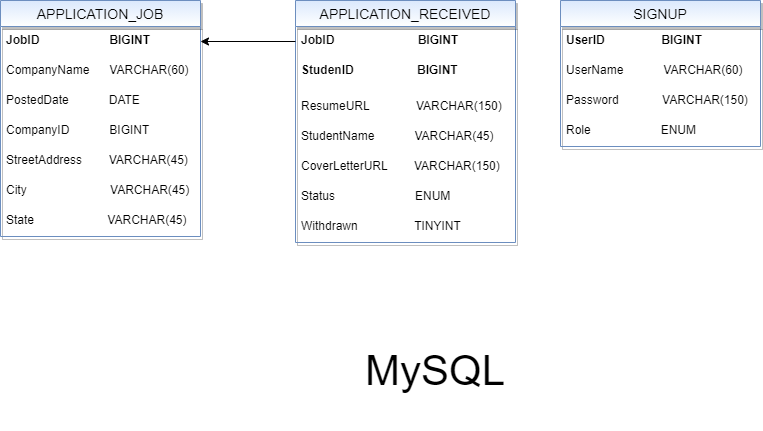 APPLICATION_JOB
JobID BIGINT
CompanyName VARCHAR(60)
PostedDate DATE
CompanyID BIGINT
StreetAddress VARCHAR(45)
City VARCHAR(45)
State VARCHAR(45)
APPLICATION_RECEIVED
JobID BIGINT
StudenID BIGINT
ResumeURL VARCHAR(150)
StudentName VARCHAR(45)
CoverLetterURL VARCHAR(150)
Status ENUM
Withdrawn TINYINT
SIGNUP
UserID BIGINT
UserName VARCHAR(60)
Password VARCHAR(150)
Role ENUM
MySQL